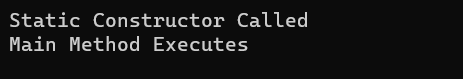 Static Constructor Called
Main Method Executes